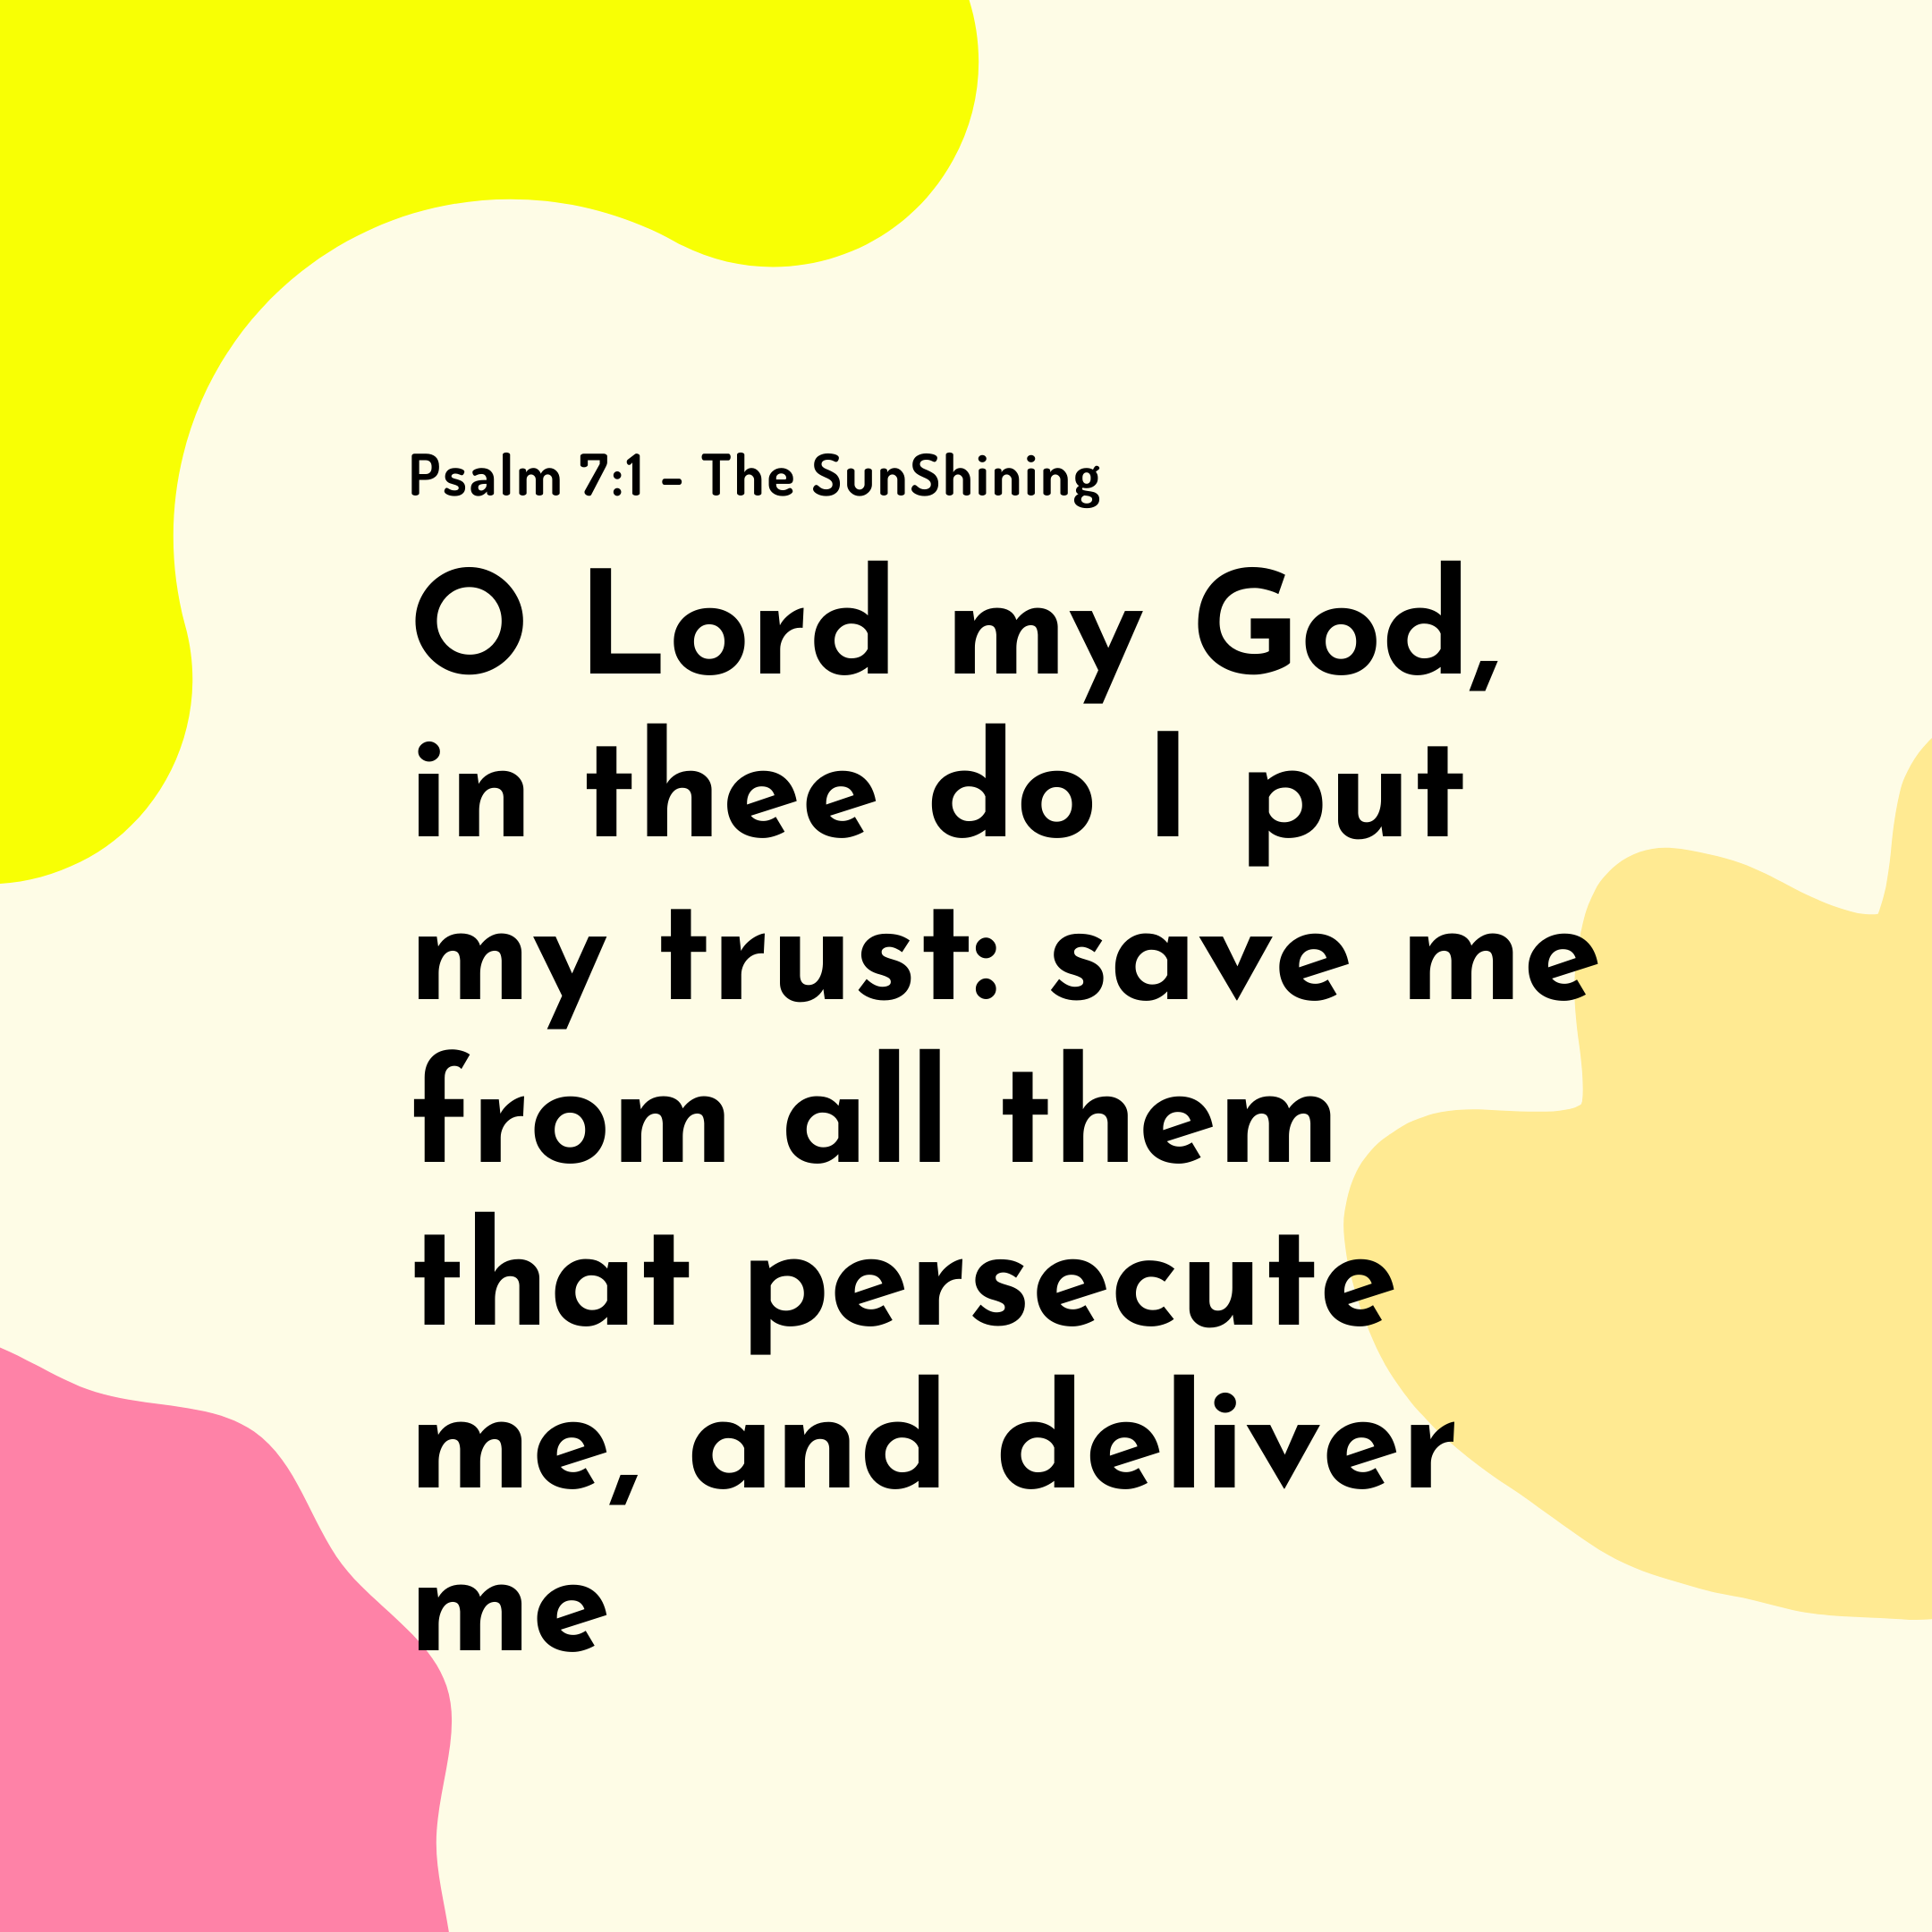 Psalm 7:1 - The SunShining
O Lord my God,
in thee do I put
my trust: save me
from all them
that persecute
me, and deliver
me